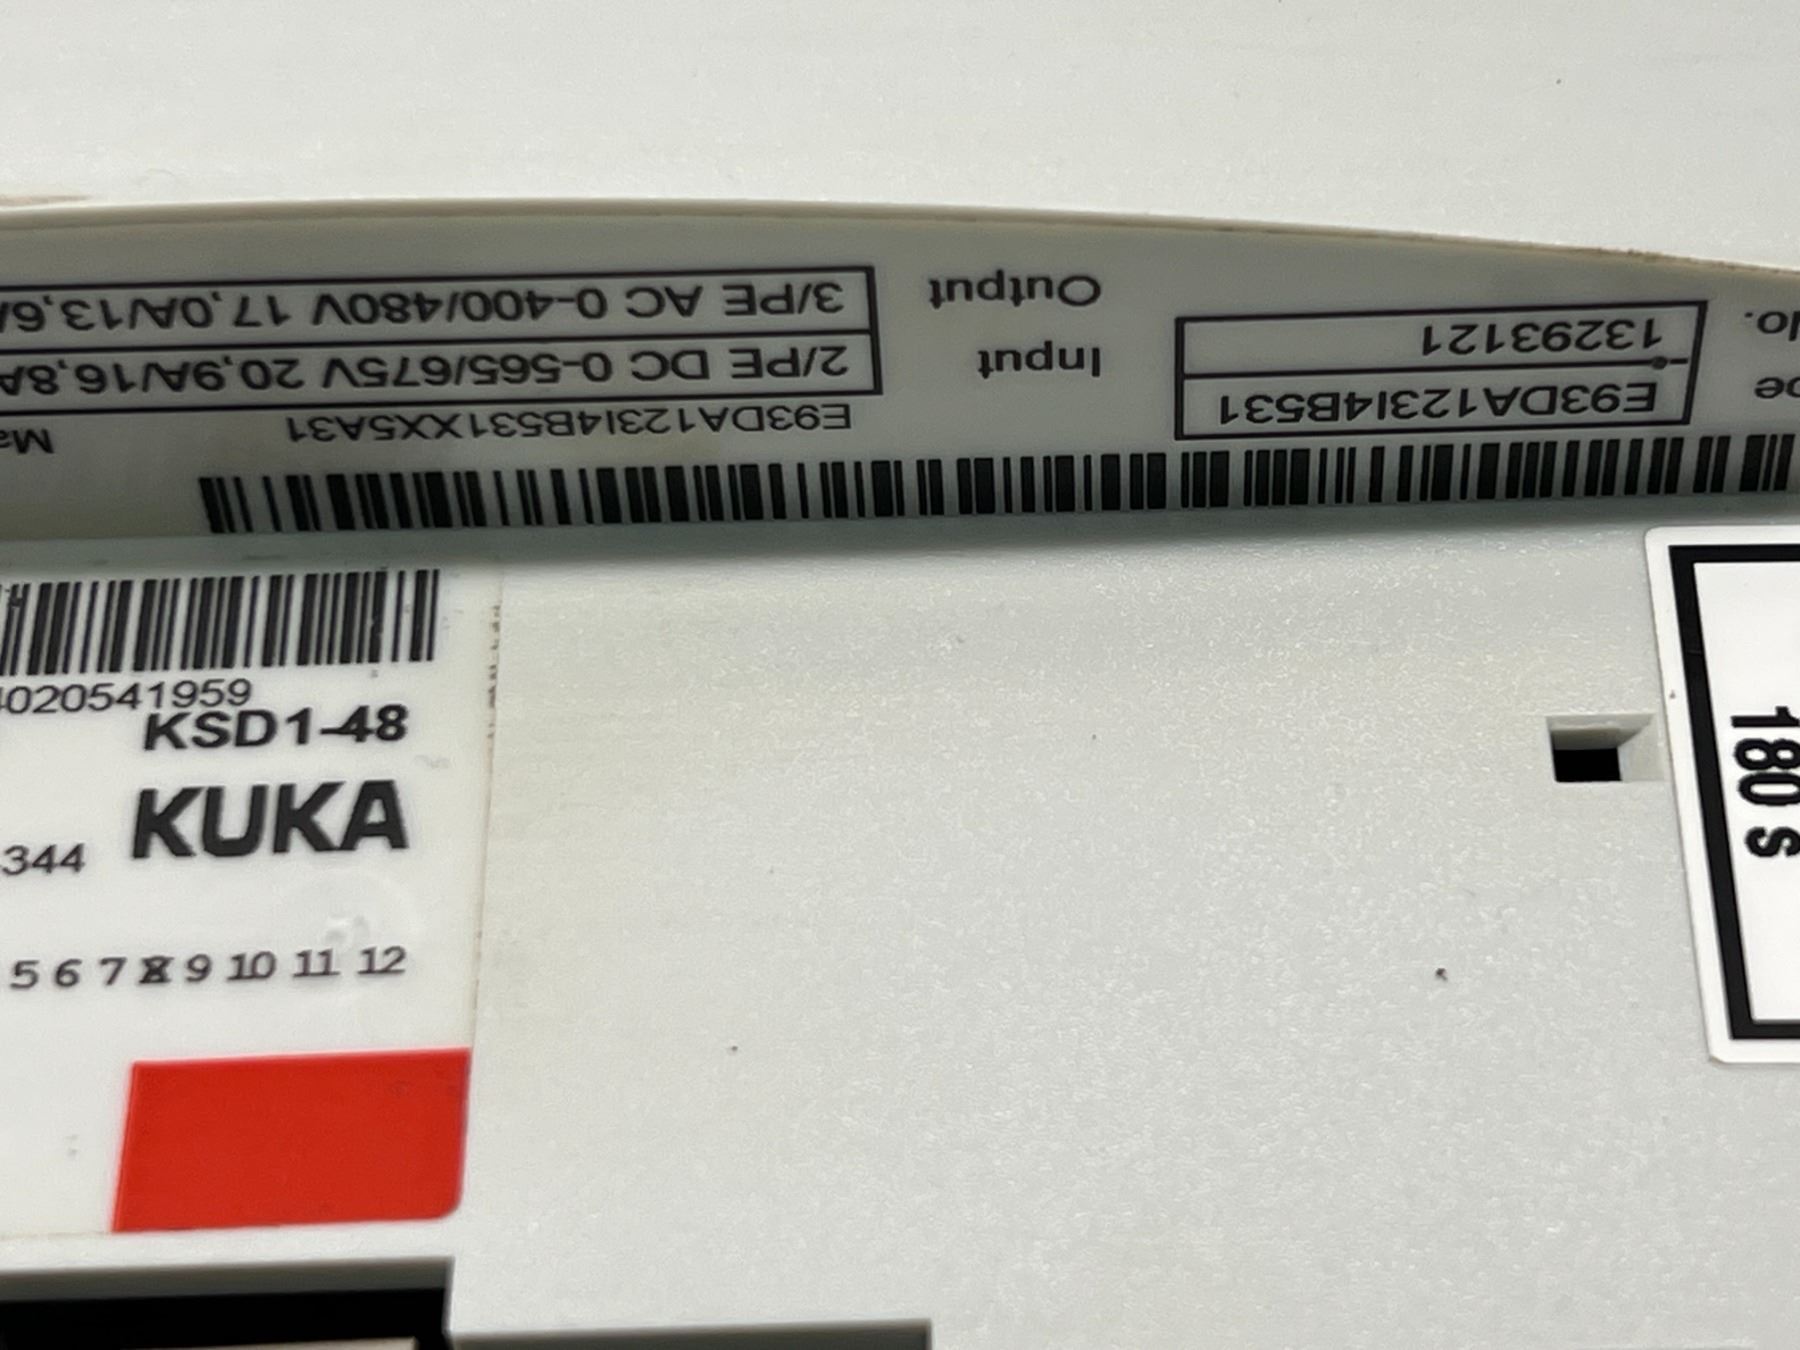 Output
3/PE AC 0-400/480V 17,0A/13,6A
Input
2/PE DC 0-565/675V 20,9A/16,8A
E93DA123I4B531XX5A31
13293121
E93DA123I4B531
020541959
KSD1-48
KUKA
344
5 6 7 8 9 10 11 12
180 s